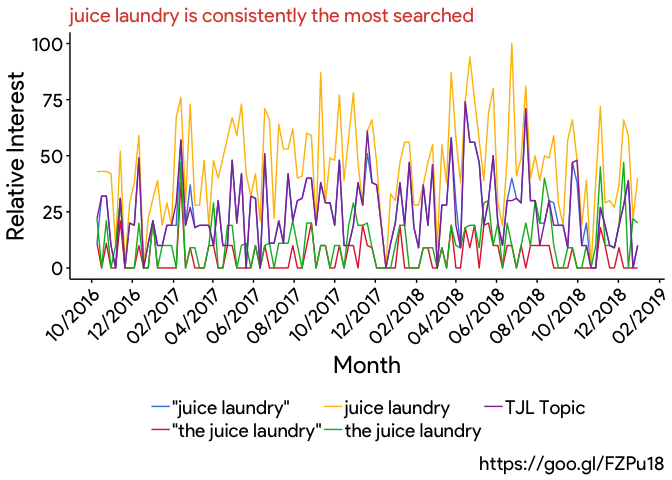 juice laundry is consistently the most searched
Relative Interest
100
75
50
25
0
10/2016 12/2016 02/2017 04/2017 06/2017 08/2017 10/2017 12/2017 02/2018 04/2018 06/2018 08/2018 10/2018 12/2018 02/2019
Month
"juice laundry" juice laundry TJL Topic
"the juice laundry" the juice laundry
https://goo.gl/FZPu18